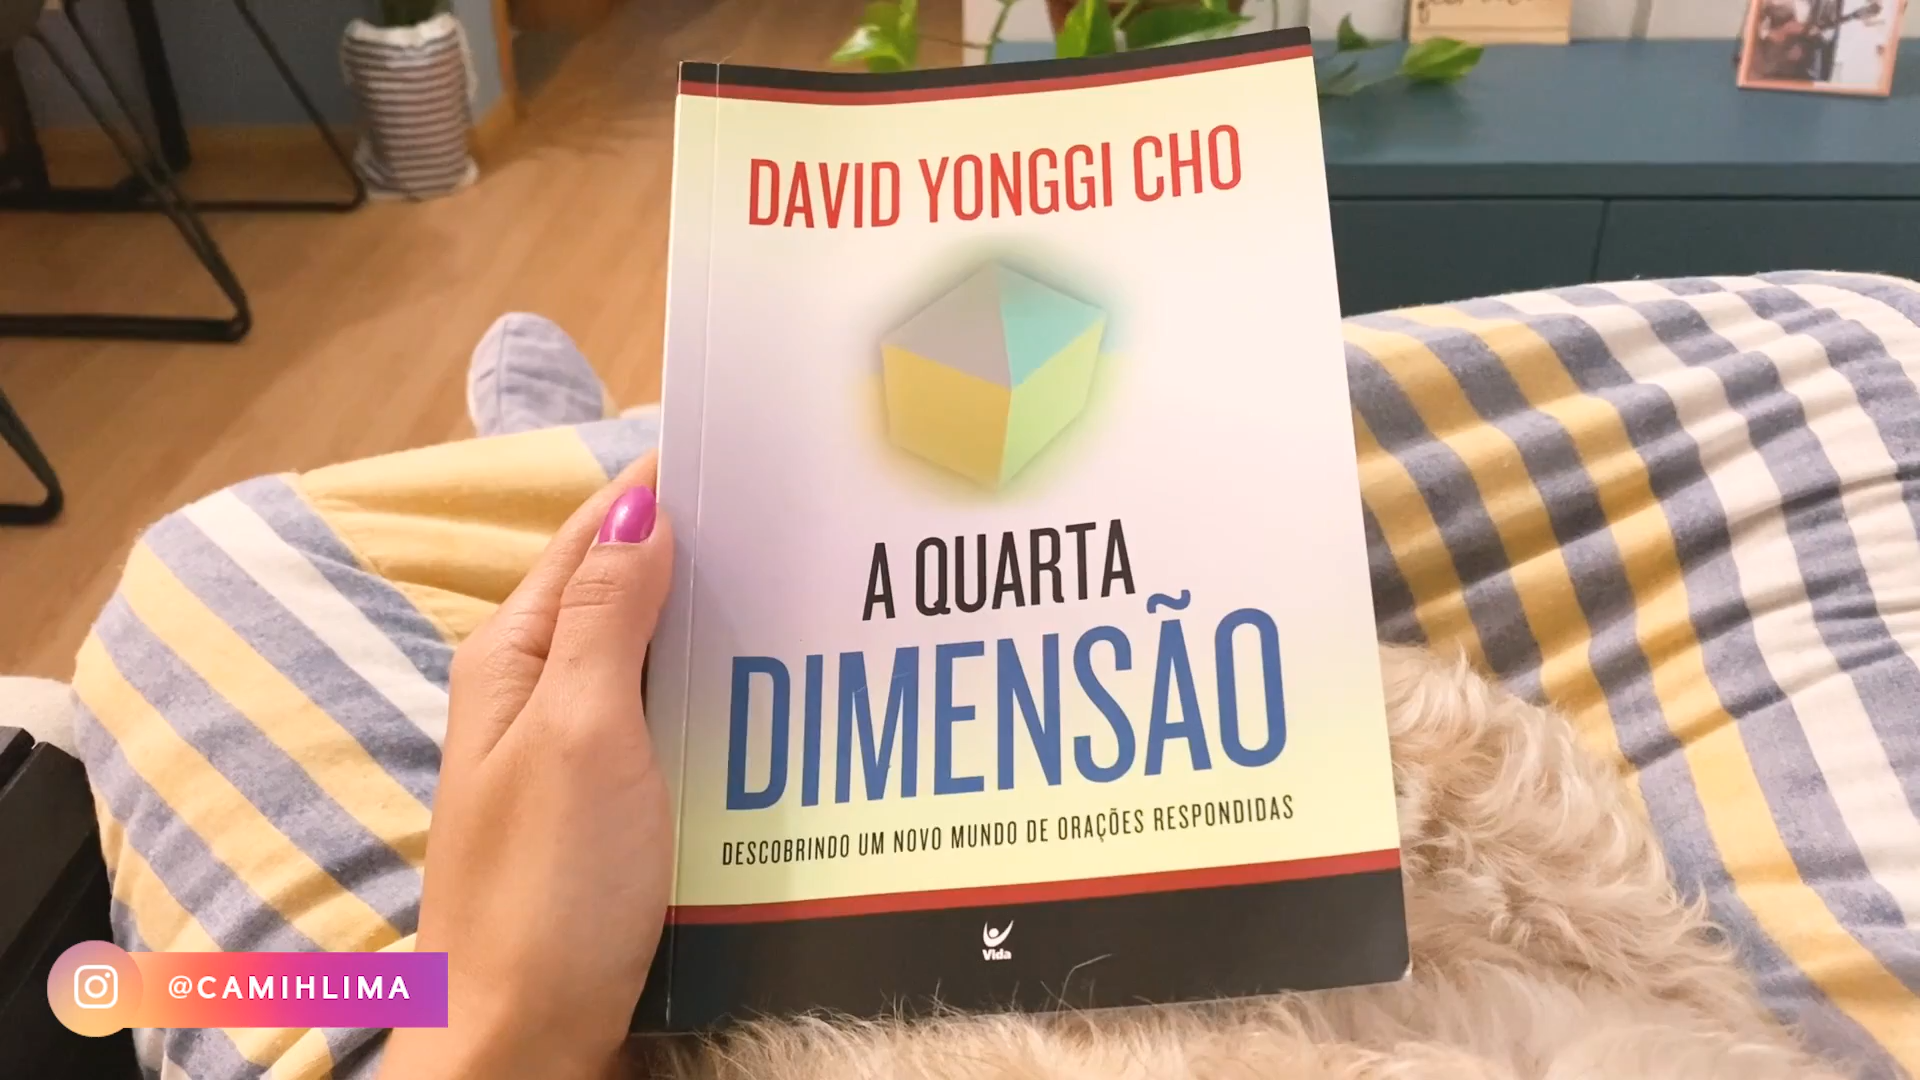 DAVID YONGGI CHO
A QUARTA
DIMENSÃO
DESCOBRINDO UM NOVO MUNDO DE ORAÇÕES RESPONDIDAS
Vida
@CAMIHLIMA